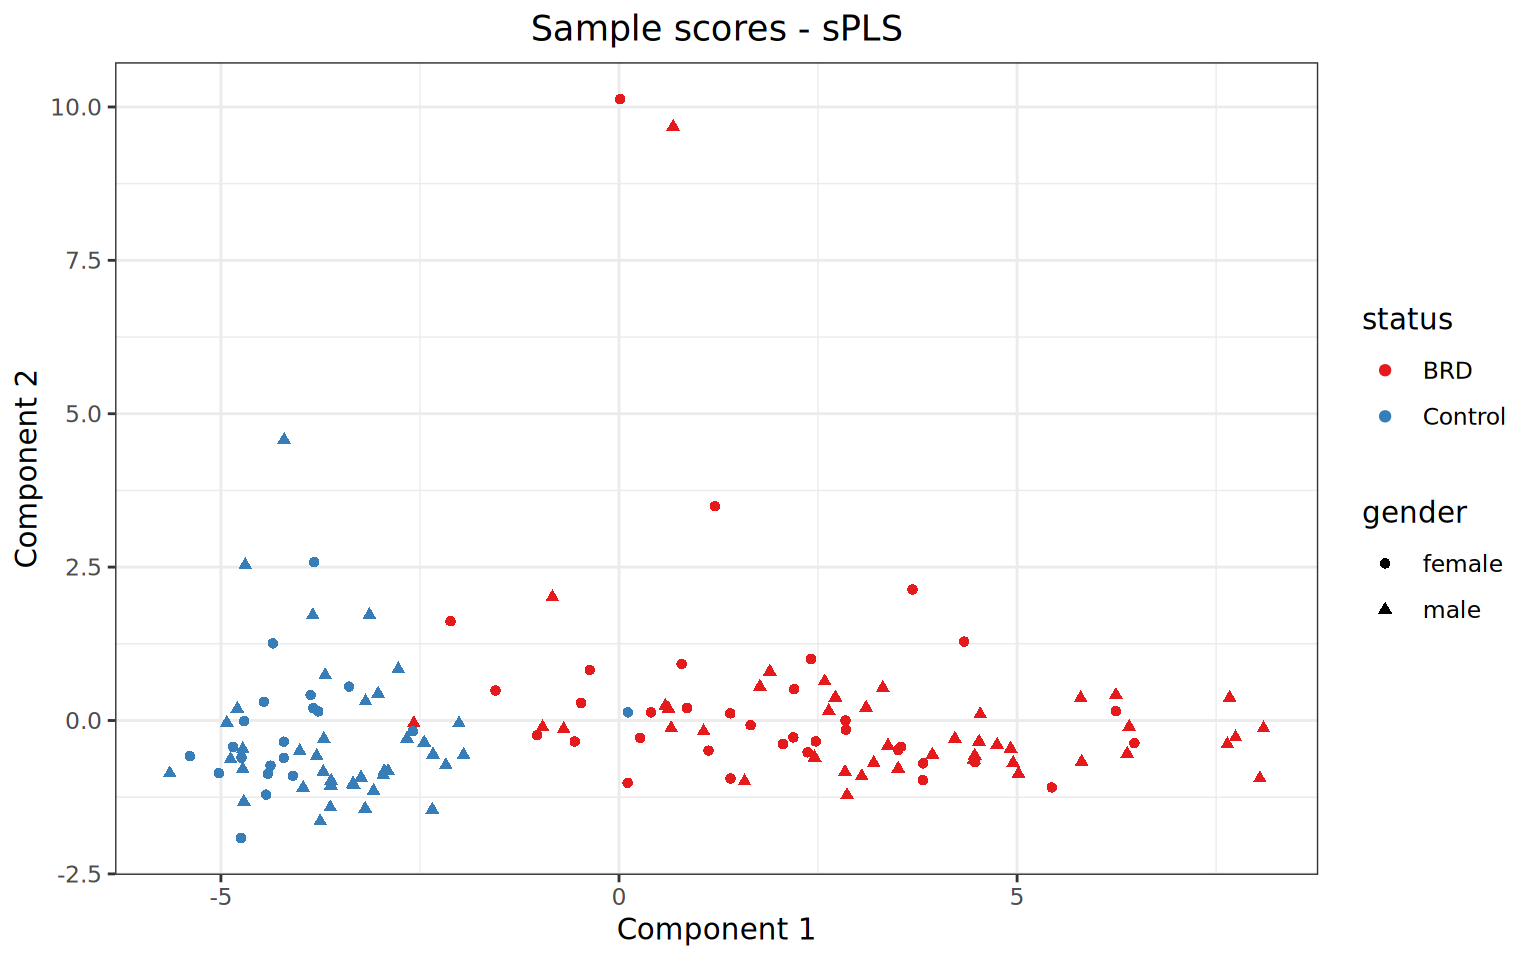 Sample scores - sPLS
10.0
7.5
5.0
2.5
0.0
-2.5
Component 2
-5
0
5
Component 1
status
BRD
Control
gender
female
male